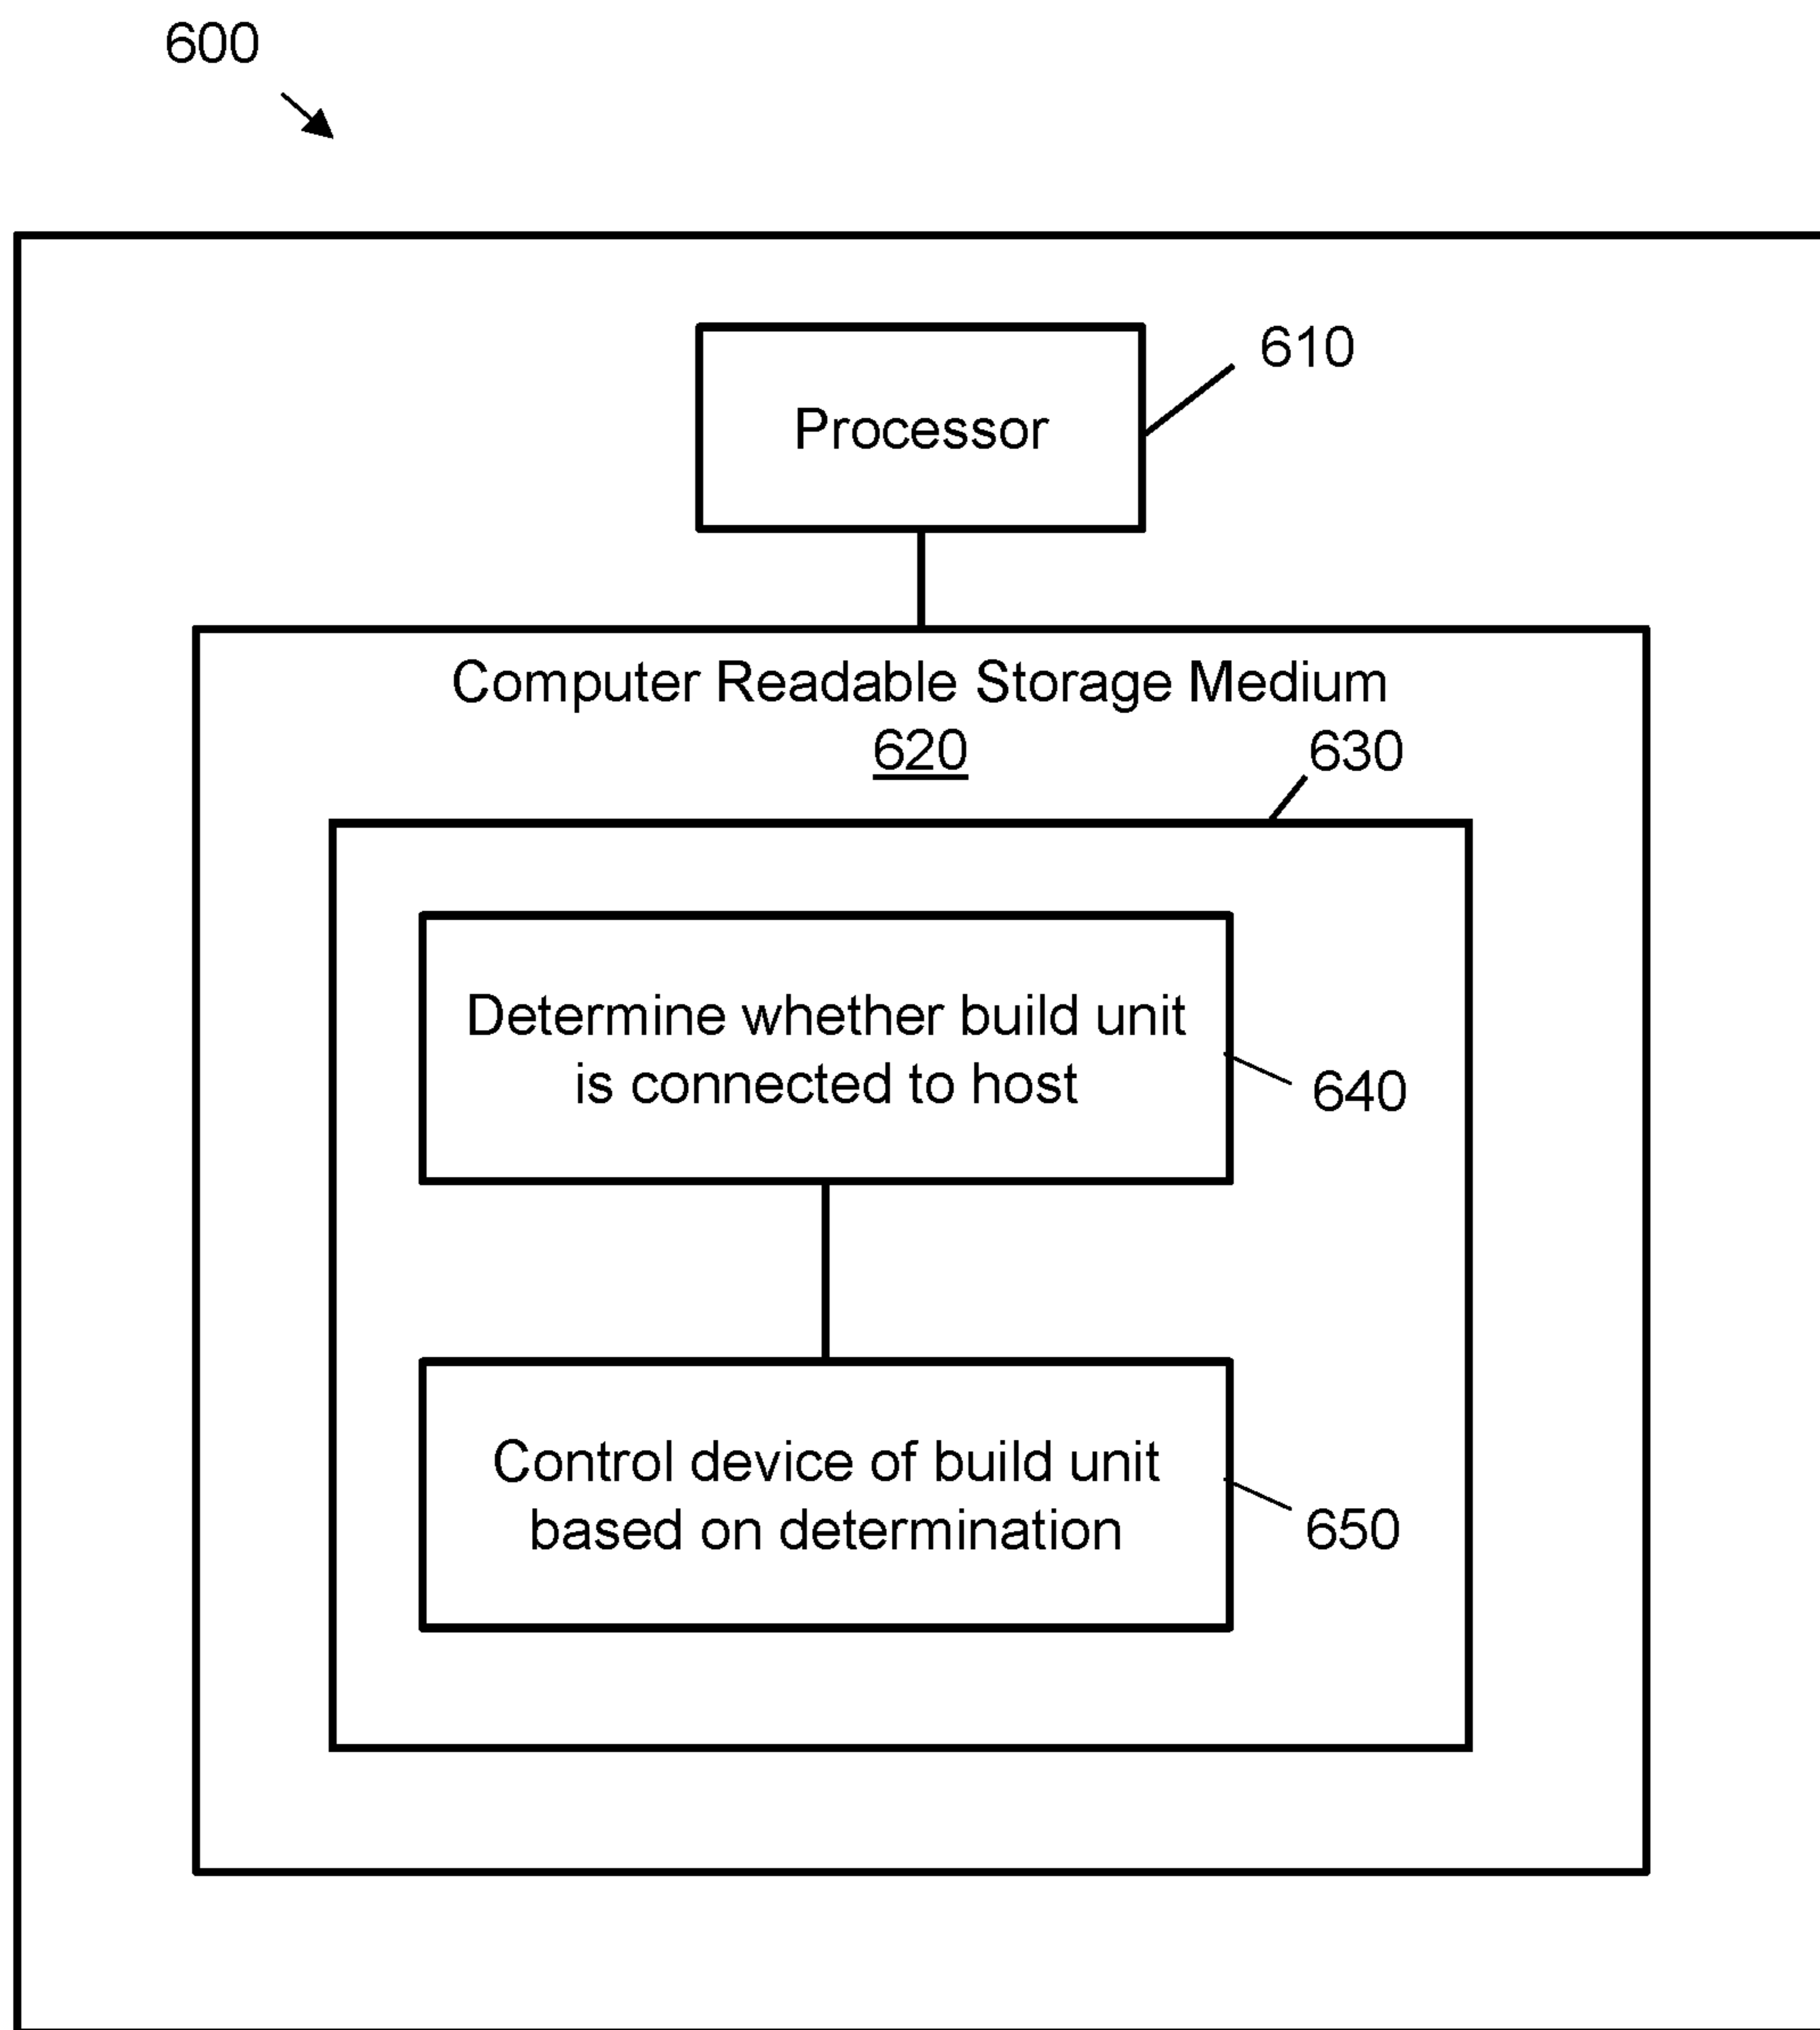 600
610
Processor
Computer Readable Storage Medium
620
630
Determine whether build unit
is connected to host
640
Control device of build unit
based on determination
650